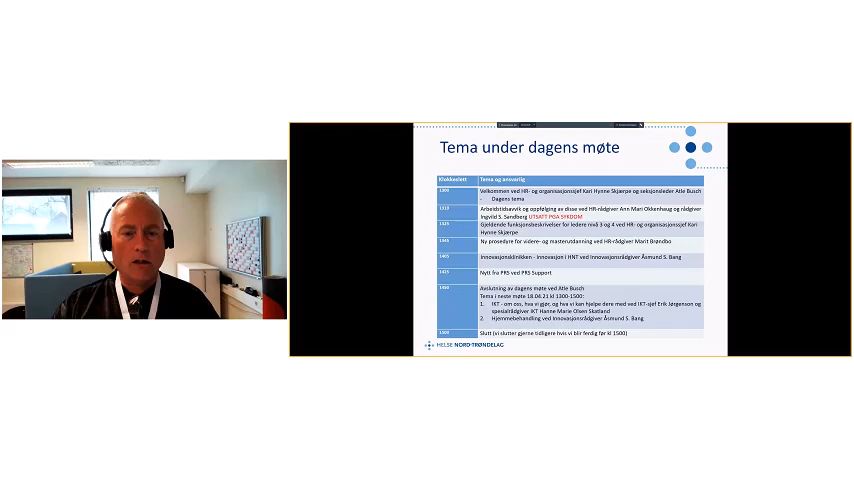 Tema under dagens møte
Klokkeslett Tema og ansvarlig
1300 Velkommen ved HR- og organisasjonssjef Kari Hynne Skjærpe og seksjonsleder Atle Busch
- Dagens tema
1310 Arbeidstidsavvik og oppfølging av disse ved HR-rådgiver Ann Mari Okkenhaug og rådgiver
Ingvild S. Sandberg UTSATT PGA SYKDOM
1325 Gjeldende funksjonsbeskrivelser for ledere nivå 3 og 4 ved HR- og organisasjonssjef Kari
Hynne Skjærpe
1345 Ny prosedyre for videre- og masterutdanning ved HR-rådgiver Marit Brøndbo
1405 Innovasjonsklinikken - Innovasjon i HNT ved Innovasjonsrådgiver Åsmund S. Bang
1425 Nytt fra PRS ved PRS Support
1450 Avslutning av dagens møte ved Atle Busch
Tema i neste møte 18.04.21 kl 1300-1500:
1. IKT - om oss, hva vi gjør, og hva vi kan hjelpe dere med ved IKT-sjef Erik Jørgenson og
spesialrådgiver IKT Hanne Marie Olsen Skatland
2. Hjemmebehandling ved Innovasjonsrådgiver Åsmund S. Bang
1500 Slutt (vi slutter gjerne tidligere hvis vi blir ferdig før kl 1500)
HELSE NORD-TRØNDELAG